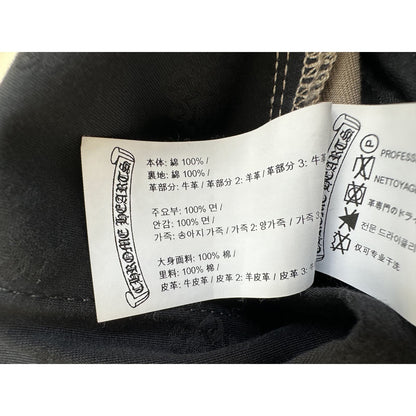 CHROME HEARTS
本体: 綿 100% /
裏地: 綿 100% /
革部分: 牛革 / 革部分 2: 羊革 / 革部分 3: 牛革
주요부: 100% 면 /
안감: 100% 면 /
가죽: 송아지 가죽 / 가죽 2: 양가죽 / 가죽 3
大身面料: 100% 棉 /
里料: 100% 棉 /
皮革: 牛皮革 / 皮革 2: 羊皮革 / 皮革 3:
CHROME HEARTS
P
PROFESS
NETTOYAG
革専門のドライ
전문 드라이클리
仅可专业干洗